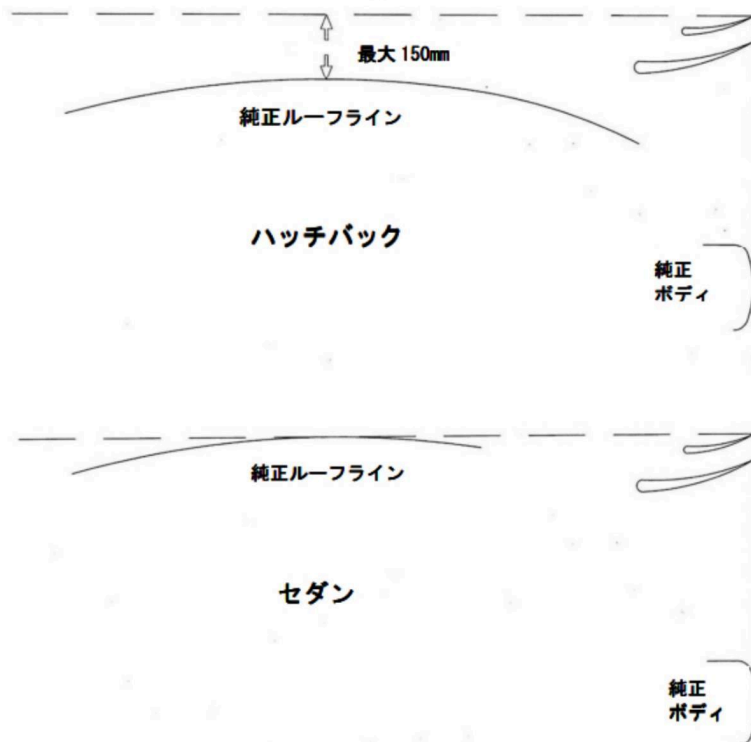 最大 150mm
純正ルーフライン
ハッチバック
純正
ボディ
純正ルーフライン
セダン
純正
ボディ